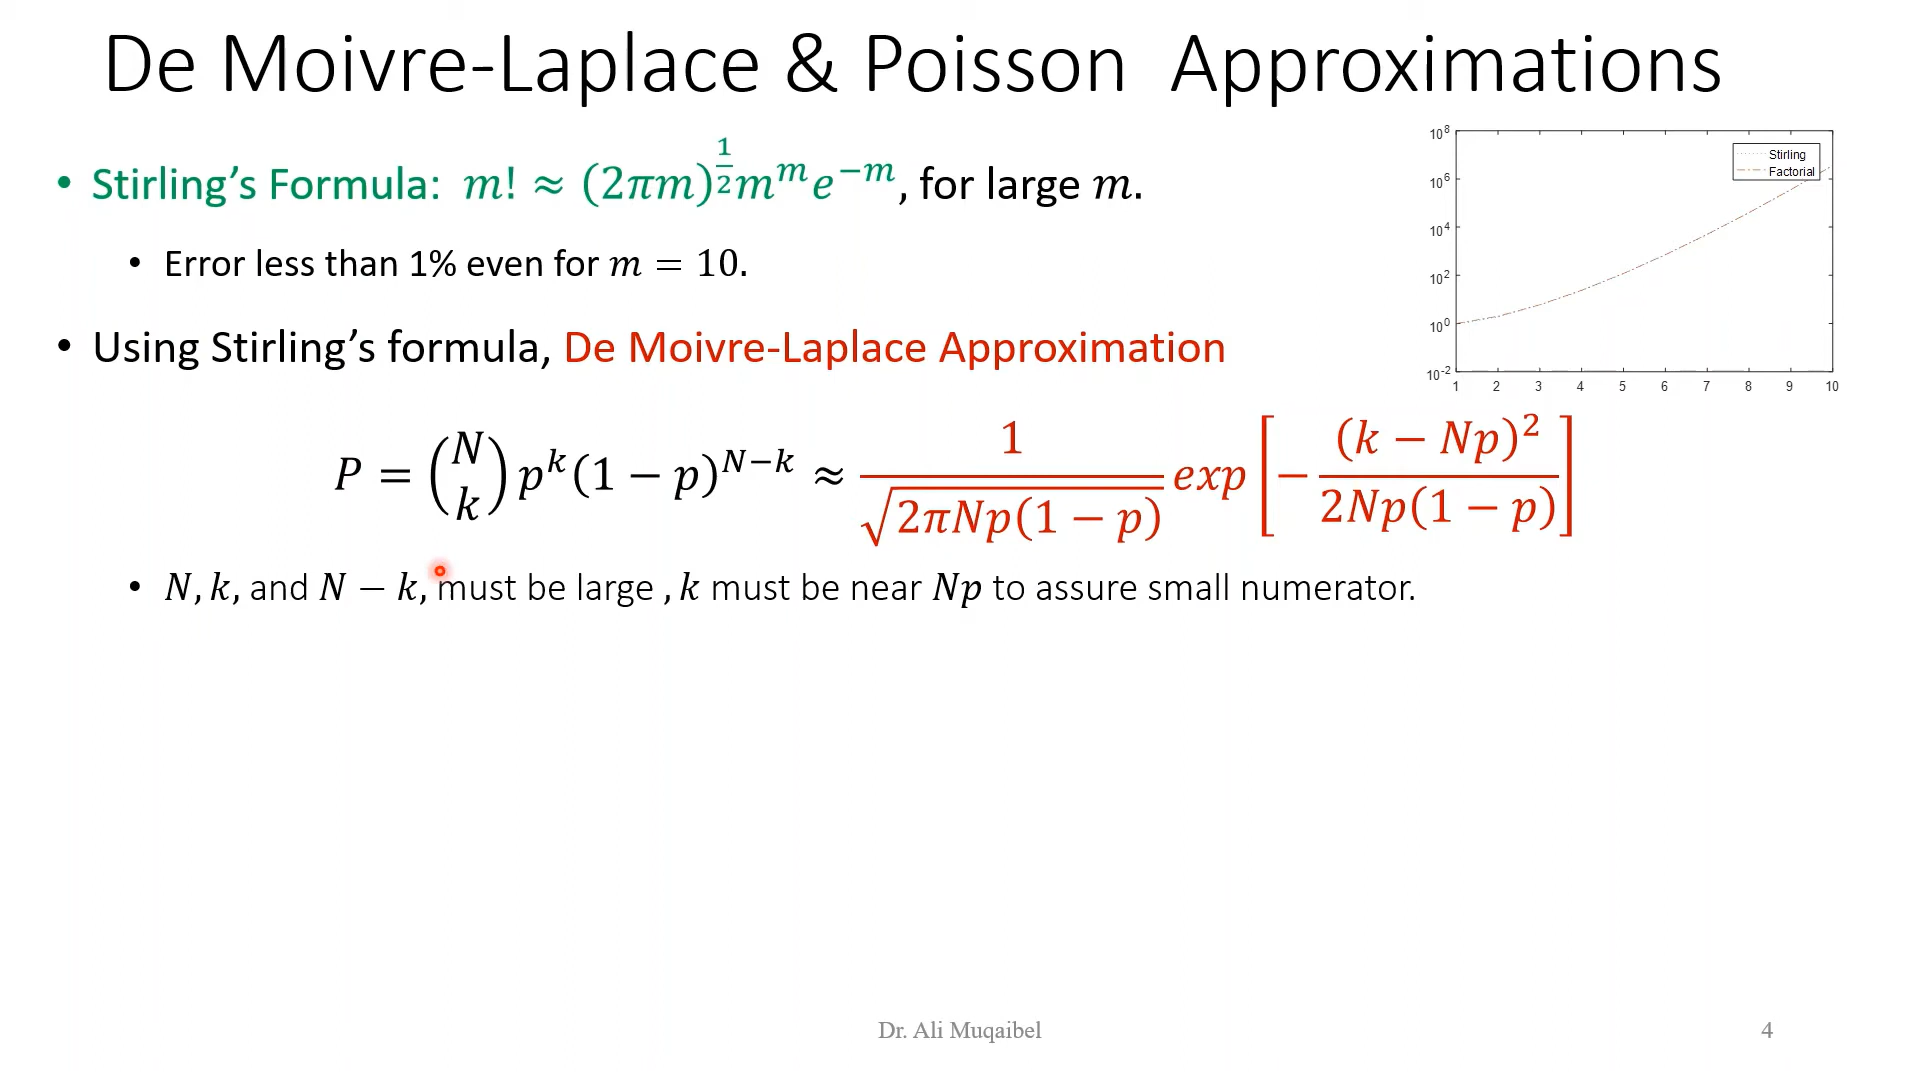 De Moivre-Laplace & Poisson Approximations
• Stirling's Formula: m! ≈ (2πm)^{1/2} m^m e^{−m}, for large m.
• Error less than 1% even for m = 10.
• Using Stirling's formula, De Moivre-Laplace Approximation
P = (N k) p^k (1 − p)^{N−k} ≈ 1/√(2πNp(1 − p)) exp [− (k − Np)^2 / 2Np(1 − p)]
• N, k, and N − k, must be large , k must be near Np to assure small numerator.
10^8
10^6
10^4
10^2
10^0
10^-2
1 2 3 4 5 6 7 8 9 10
Stirling
Factorial
Dr. Ali Muqaibel
4